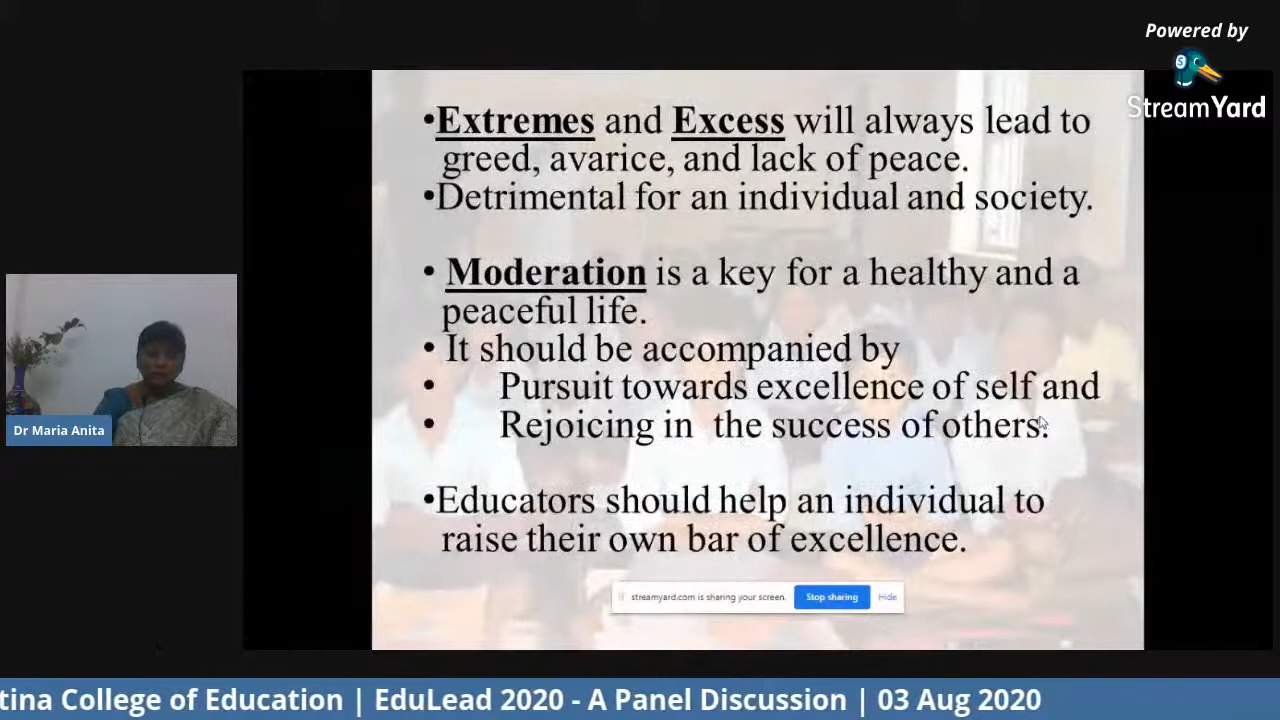 Powered by
StreamYard
•Extremes and Excess will always lead to
greed, avarice, and lack of peace.
•Detrimental for an individual and society.
• Moderation is a key for a healthy and a
peaceful life.
• It should be accompanied by
• Pursuit towards excellence of self and
• Rejoicing in the success of others.
•Educators should help an individual to
raise their own bar of excellence.
streamyard.com is sharing your screen.
Stop sharing
Hide
Dr Maria Anita
tina College of Education | EduLead 2020 - A Panel Discussion | 03 Aug 2020